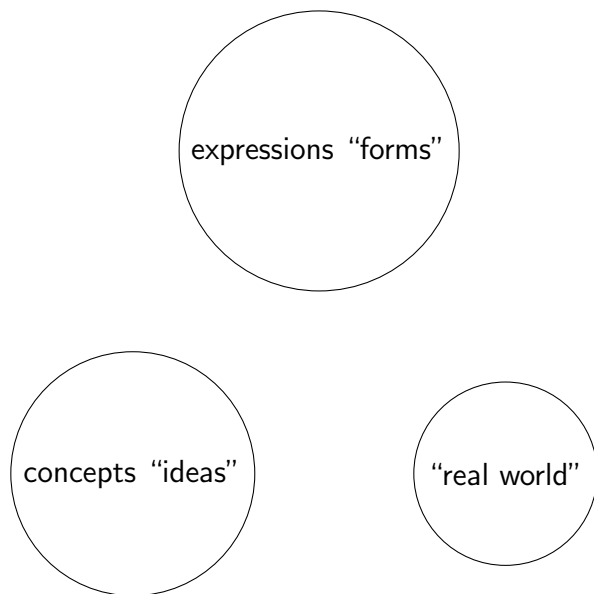 expressions “forms”
concepts “ideas”
“real world”